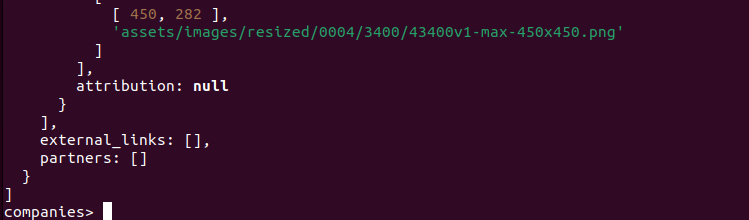 [
[ 450, 282 ],
'assets/images/resized/0004/3400/43400v1-max-450x450.png'
]
],
attribution: null
}
],
external_links: [],
partners: []
}
]
companies>